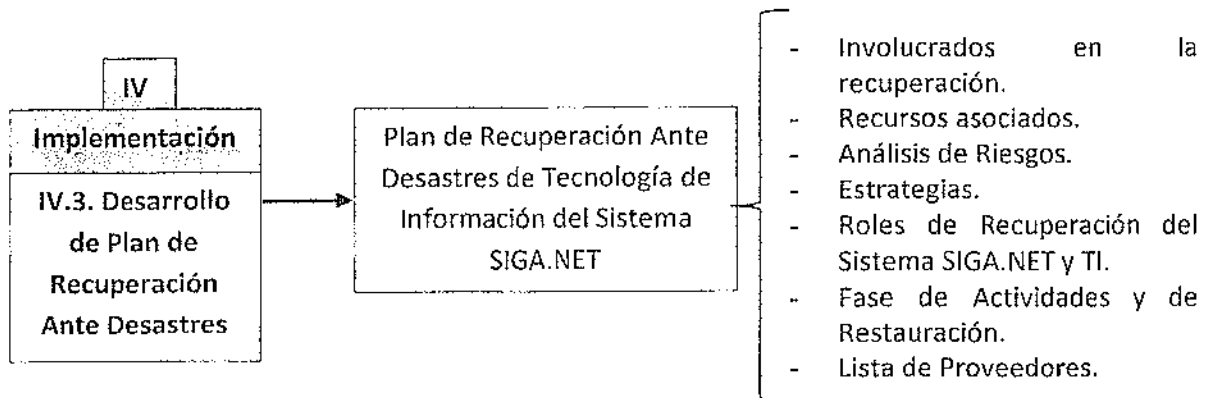 IV
Implementación
IV.3. Desarrollo
de Plan de
Recuperación
Ante Desastres
Plan de Recuperación Ante
Desastres de Tecnología de
Información del Sistema
SIGA.NET
- Involucrados en la
recuperación.
- Recursos asociados.
- Análisis de Riesgos.
- Estrategias.
- Roles de Recuperación del
Sistema SIGA.NET y TI.
- Fase de Actividades y de
Restauración.
- Lista de Proveedores.